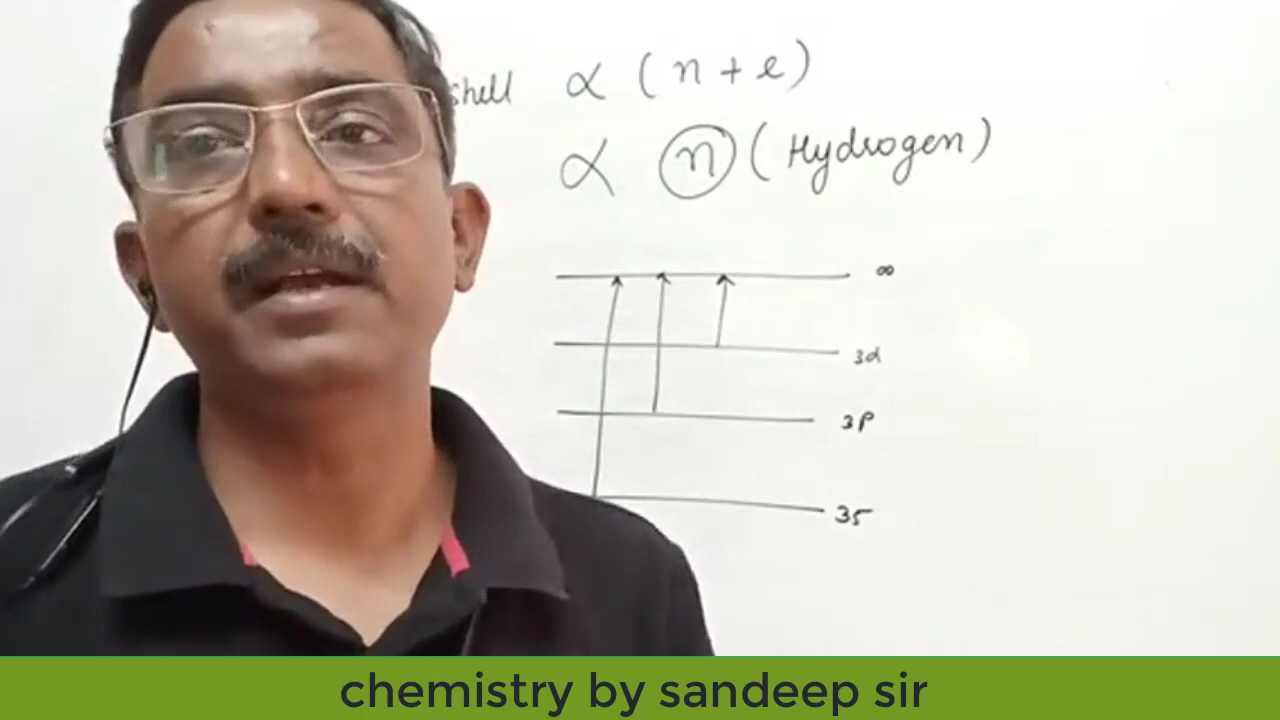 shell ∝ (n + l)
∝ n (Hydrogen)
∞
3d
3p
3s
chemistry by sandeep sir